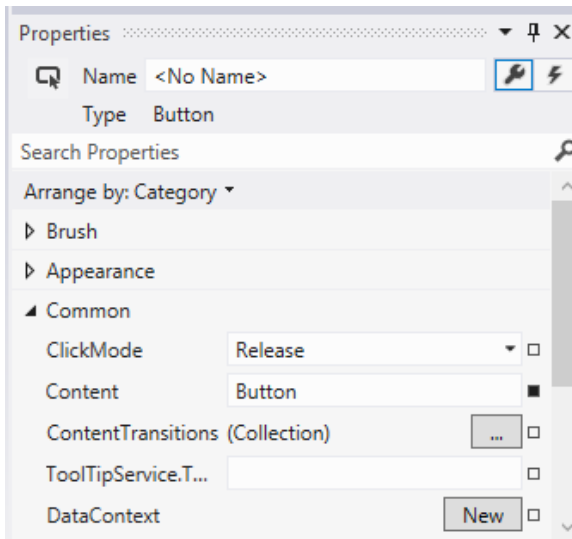 Properties
Name <No Name>
Type Button
Search Properties
Arrange by: Category
Brush
Appearance
Common
ClickMode Release
Content Button
ContentTransitions (Collection) ...
ToolTipService.T...
DataContext New